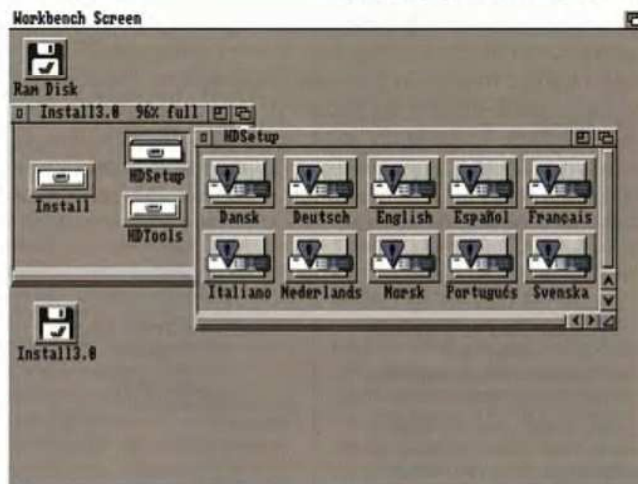 Workbench Screen
Ram Disk
Install3.0 96% full
HDSetup
Install
HDSetup
HDTools
Dansk Deutsch English Español Français
Italiano Nederlands Norsk Portugués Svenska
Install3.0